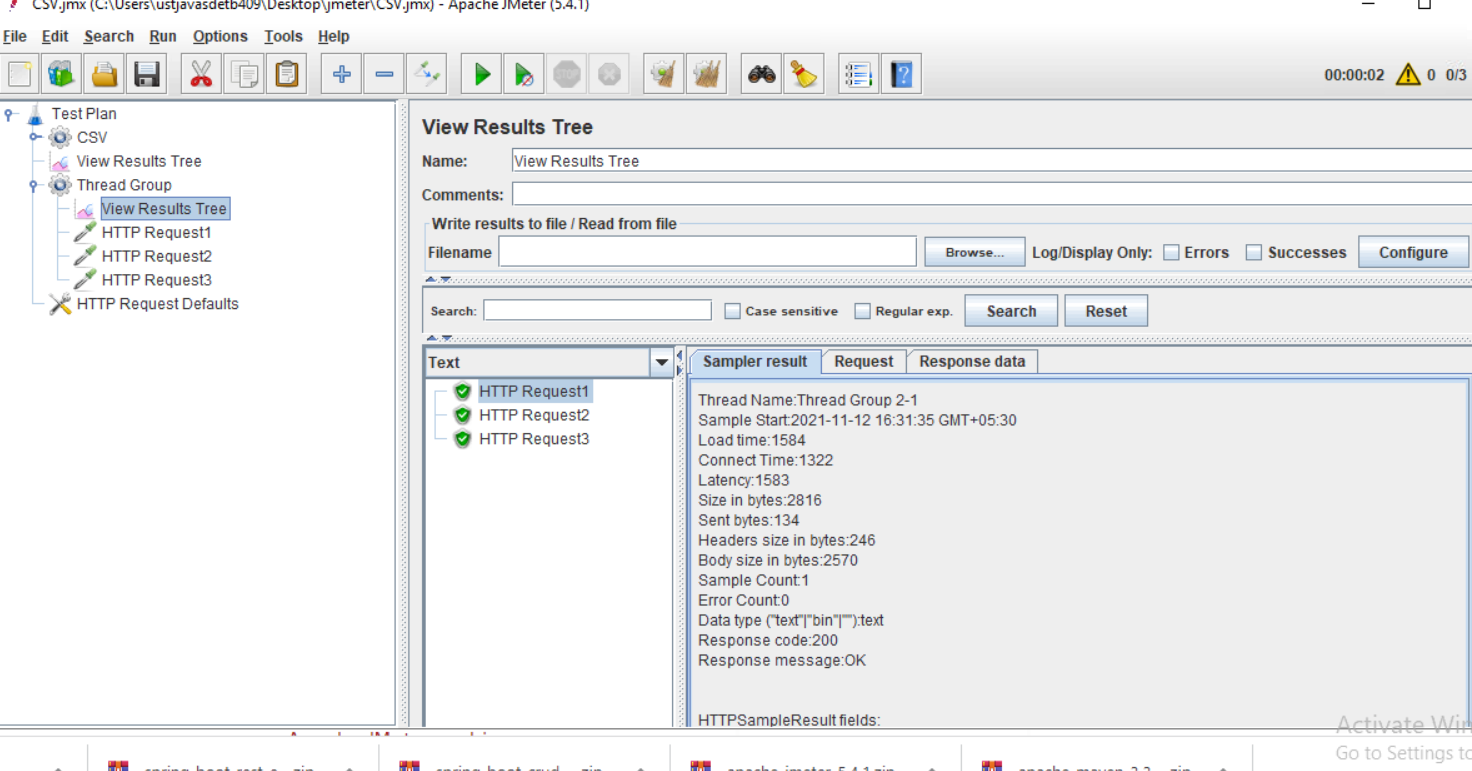 CSV.jmx (C:\Users\ustjavasdetb409\Desktop\jmeter\CSV.jmx) - Apache JMeter (5.4.1)
File Edit Search Run Options Tools Help
STOP
00:00:02 0 0/3
Test Plan
CSV
View Results Tree
Thread Group
View Results Tree
HTTP Request1
HTTP Request2
HTTP Request3
HTTP Request Defaults
View Results Tree
Name: View Results Tree
Comments:
Write results to file / Read from file
Filename Browse... Log/Display Only: Errors Successes Configure
Search: Case sensitive Regular exp. Search Reset
Text
HTTP Request1
HTTP Request2
HTTP Request3
Sampler result Request Response data
Thread Name:Thread Group 2-1
Sample Start:2021-11-12 16:31:35 GMT+05:30
Load time:1584
Connect Time:1322
Latency:1583
Size in bytes:2816
Sent bytes:134
Headers size in bytes:246
Body size in bytes:2570
Sample Count:1
Error Count:0
Data type ("text"|"bin"|""):text
Response code:200
Response message:OK
HTTPSampleResult fields:
Activate Win
Go to Settings to